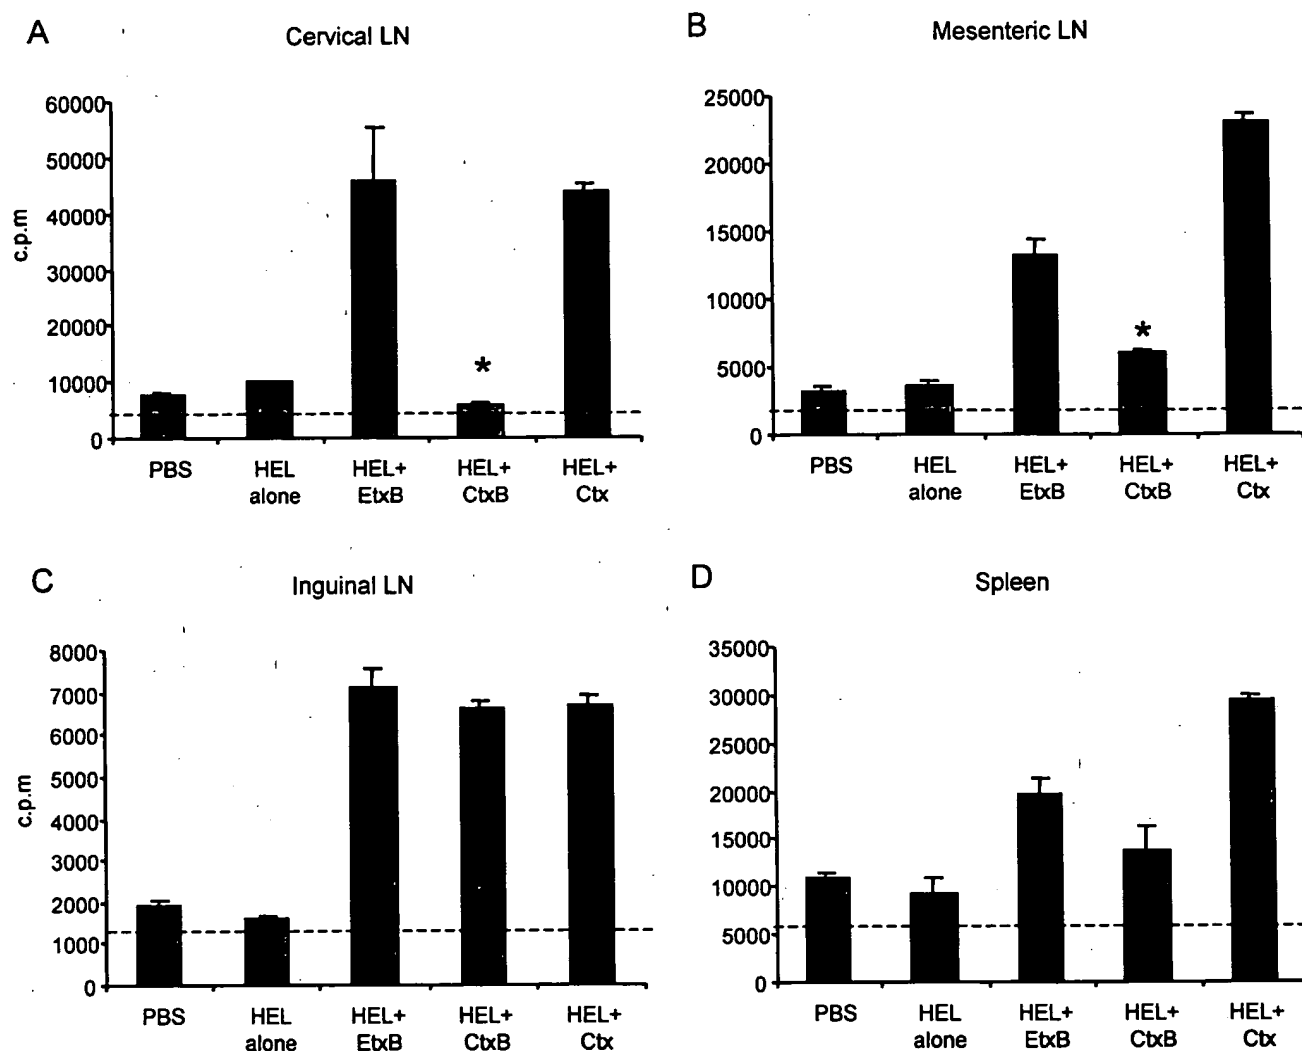 A
Cervical LN
60000
50000
40000
30000
20000
10000
0
c.p.m
*
PBS
HEL
alone
HEL+
EtxB
HEL+
CtxB
HEL+
Ctx
B
Mesenteric LN
25000
20000
15000
10000
5000
0
*
PBS
HEL
alone
HEL+
EtxB
HEL+
CtxB
HEL+
Ctx
C
Inguinal LN
8000
7000
6000
5000
4000
3000
2000
1000
0
c.p.m
PBS
HEL
alone
HEL+
EtxB
HEL+
CtxB
HEL+
Ctx
D
Spleen
35000
30000
25000
20000
15000
10000
5000
0
PBS
HEL
alone
HEL+
EtxB
HEL+
CtxB
HEL+
Ctx